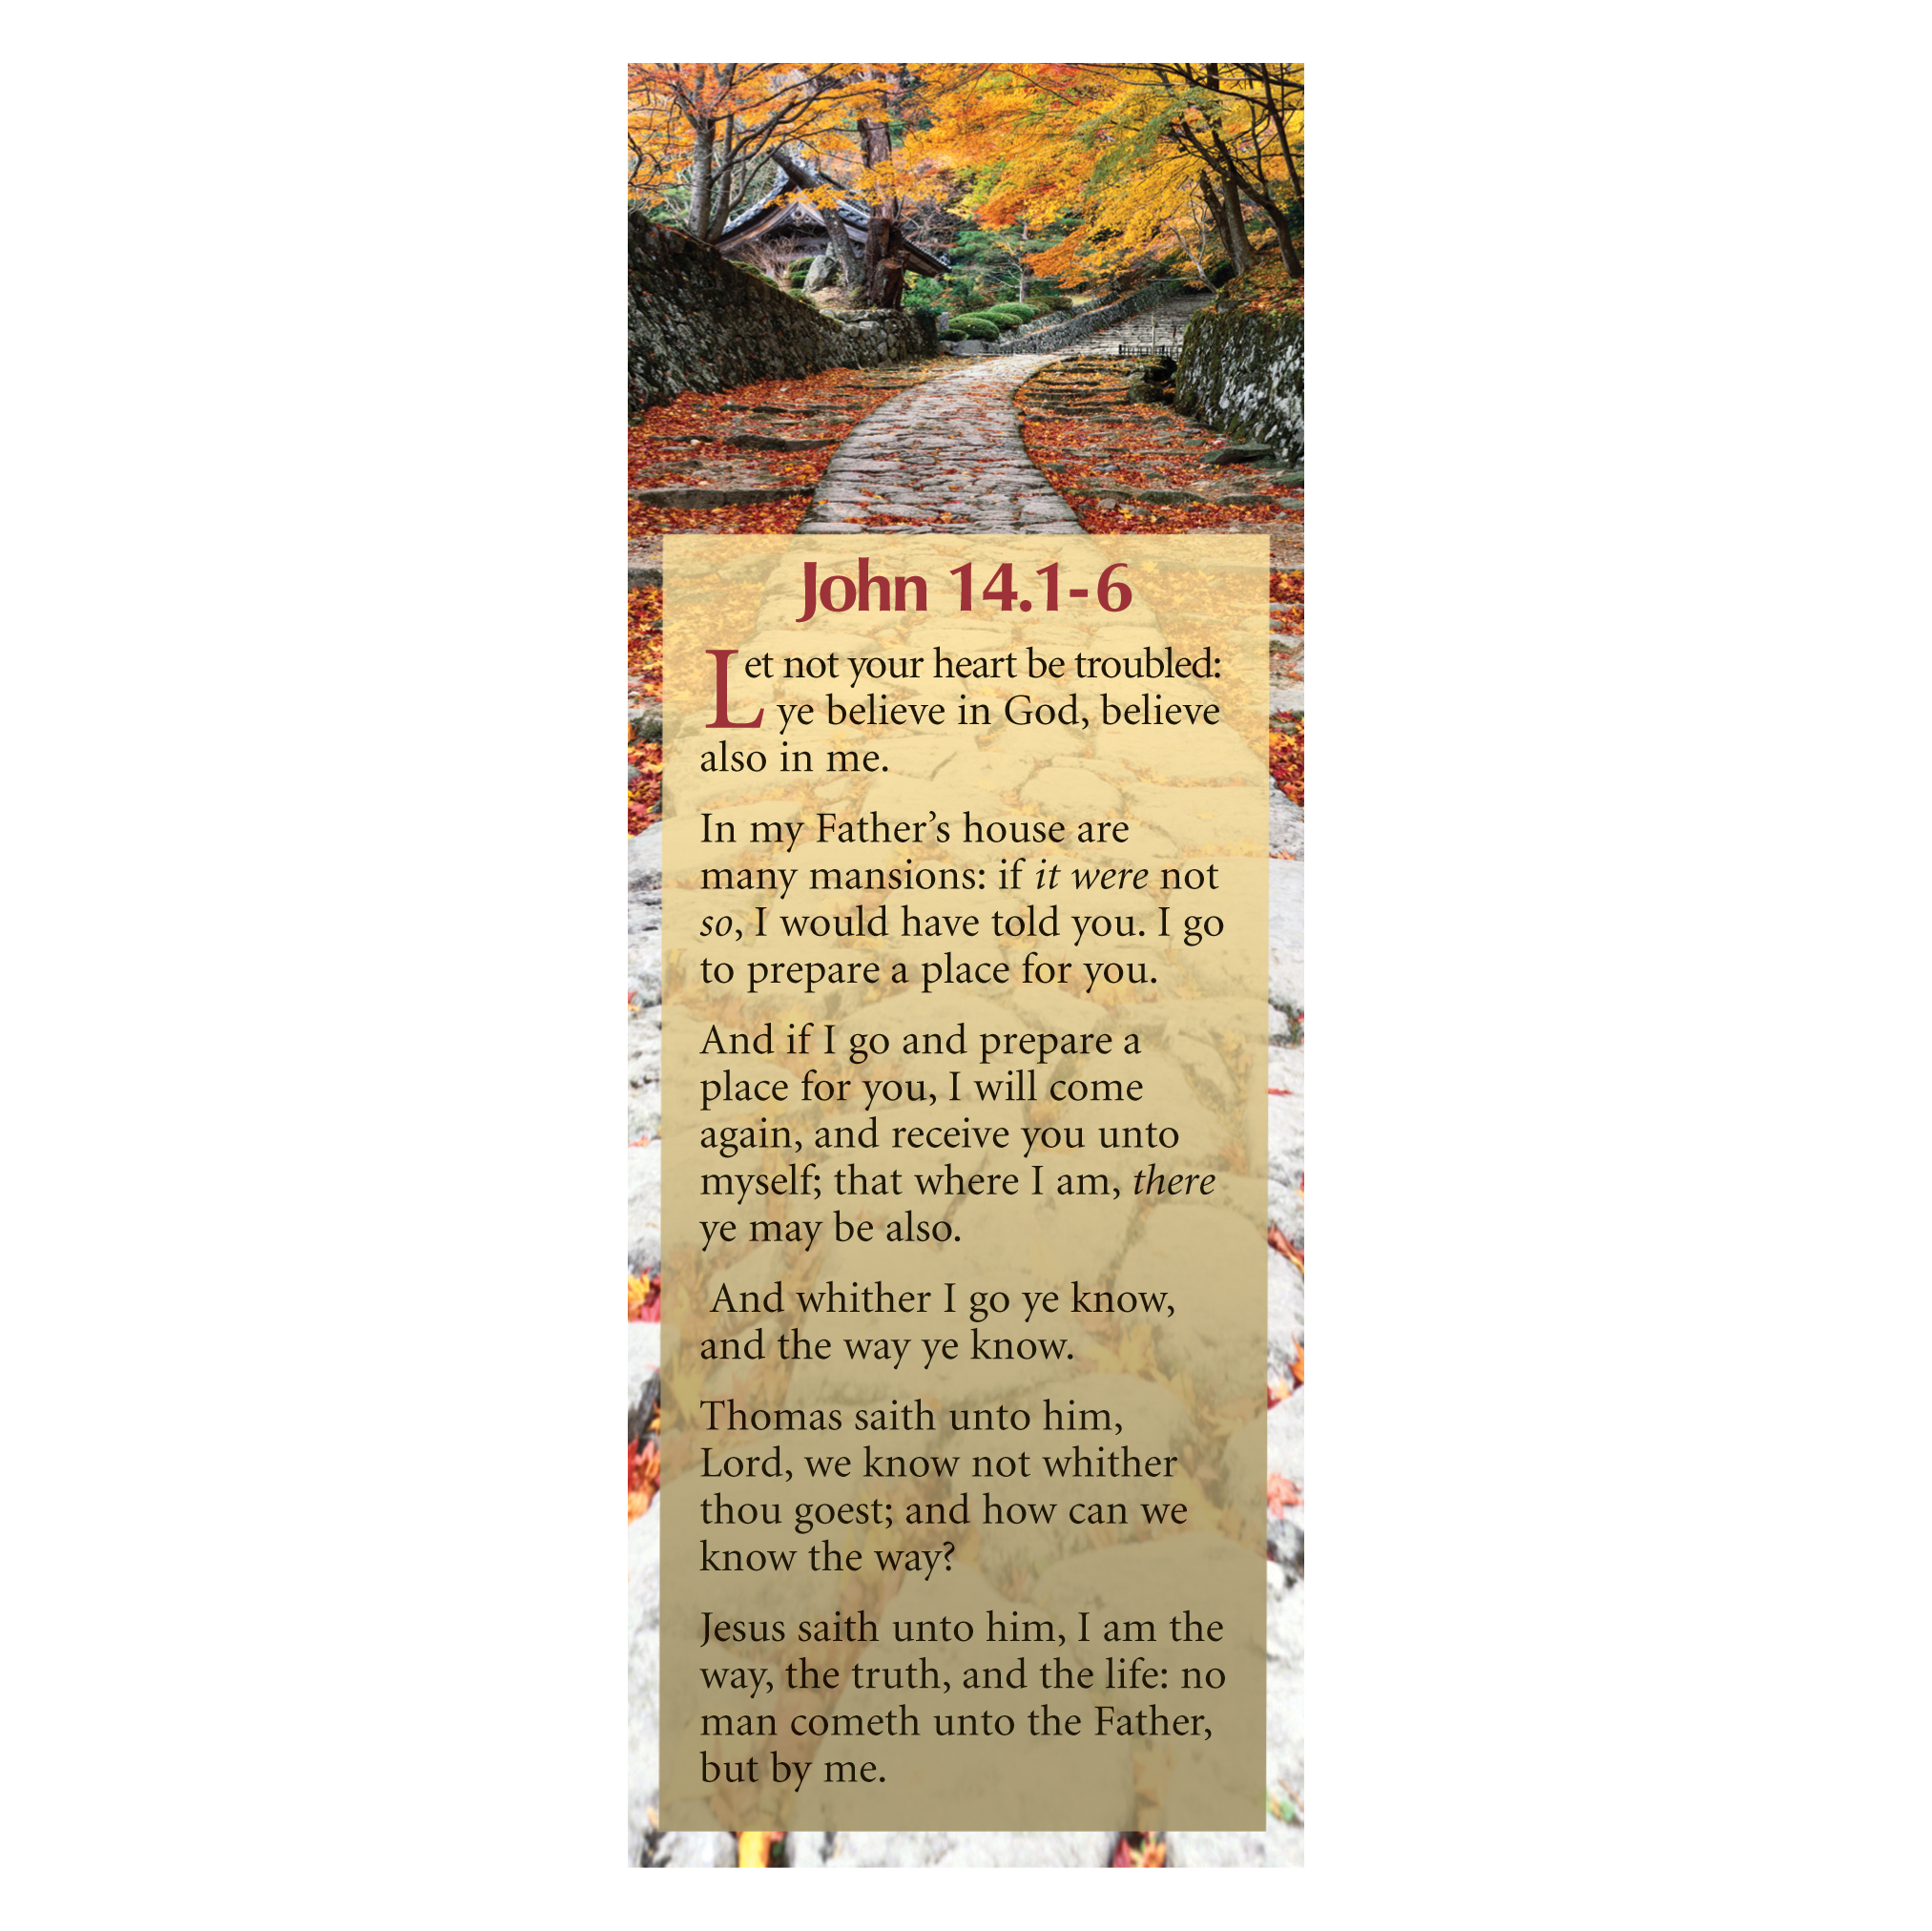 John 14.1-6
Let not your heart be troubled:
ye believe in God, believe
also in me.
In my Father’s house are
many mansions: if it were not
so, I would have told you. I go
to prepare a place for you.
And if I go and prepare a
place for you, I will come
again, and receive you unto
myself; that where I am, there
ye may be also.
And whither I go ye know,
and the way ye know.
Thomas saith unto him,
Lord, we know not whither
thou goest; and how can we
know the way?
Jesus saith unto him, I am the
way, the truth, and the life: no
man cometh unto the Father,
but by me.